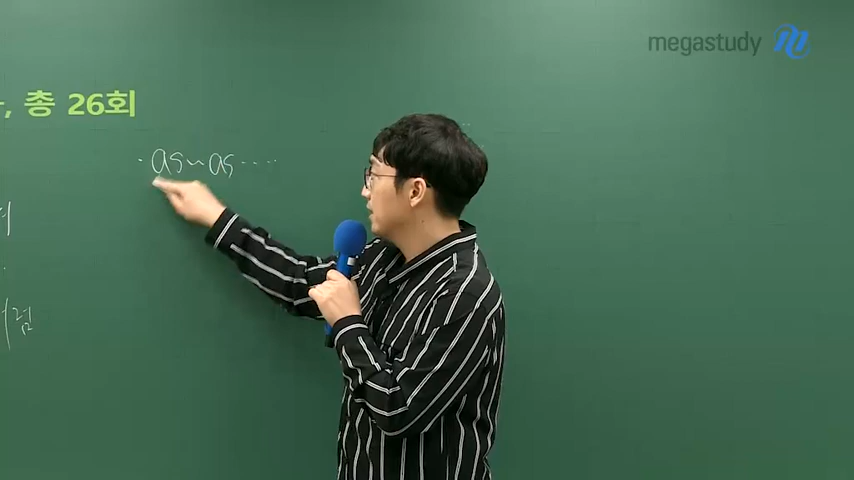 megastudy
, 총 26회
· as~as ····